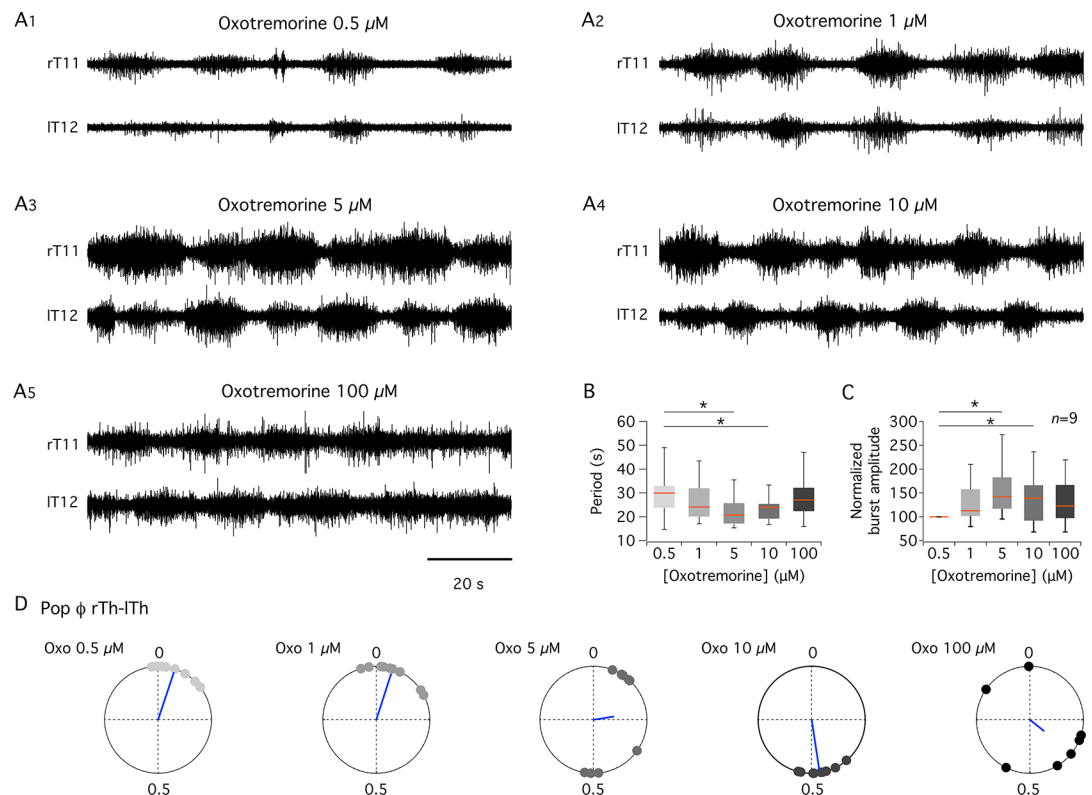 A1 Oxotremorine 0.5 µM
rT11
lT12
A2 Oxotremorine 1 µM
rT11
lT12
A3 Oxotremorine 5 µM
rT11
lT12
A4 Oxotremorine 10 µM
rT11
lT12
A5 Oxotremorine 100 µM
rT11
lT12
20 s
B
*
*
Period (s)
60
50
40
30
20
10
0.5 1 5 10 100
[Oxotremorine] (µM)
C
*
*
n=9
Normalized
burst amplitude
300
250
200
150
100
50
0.5 1 5 10 100
[Oxotremorine] (µM)
D Pop ϕ rTh-lTh
Oxo 0.5 µM 0
0.5
Oxo 1 µM 0
0.5
Oxo 5 µM 0
0.5
Oxo 10 µM 0
0.5
Oxo 100 µM 0
0.5